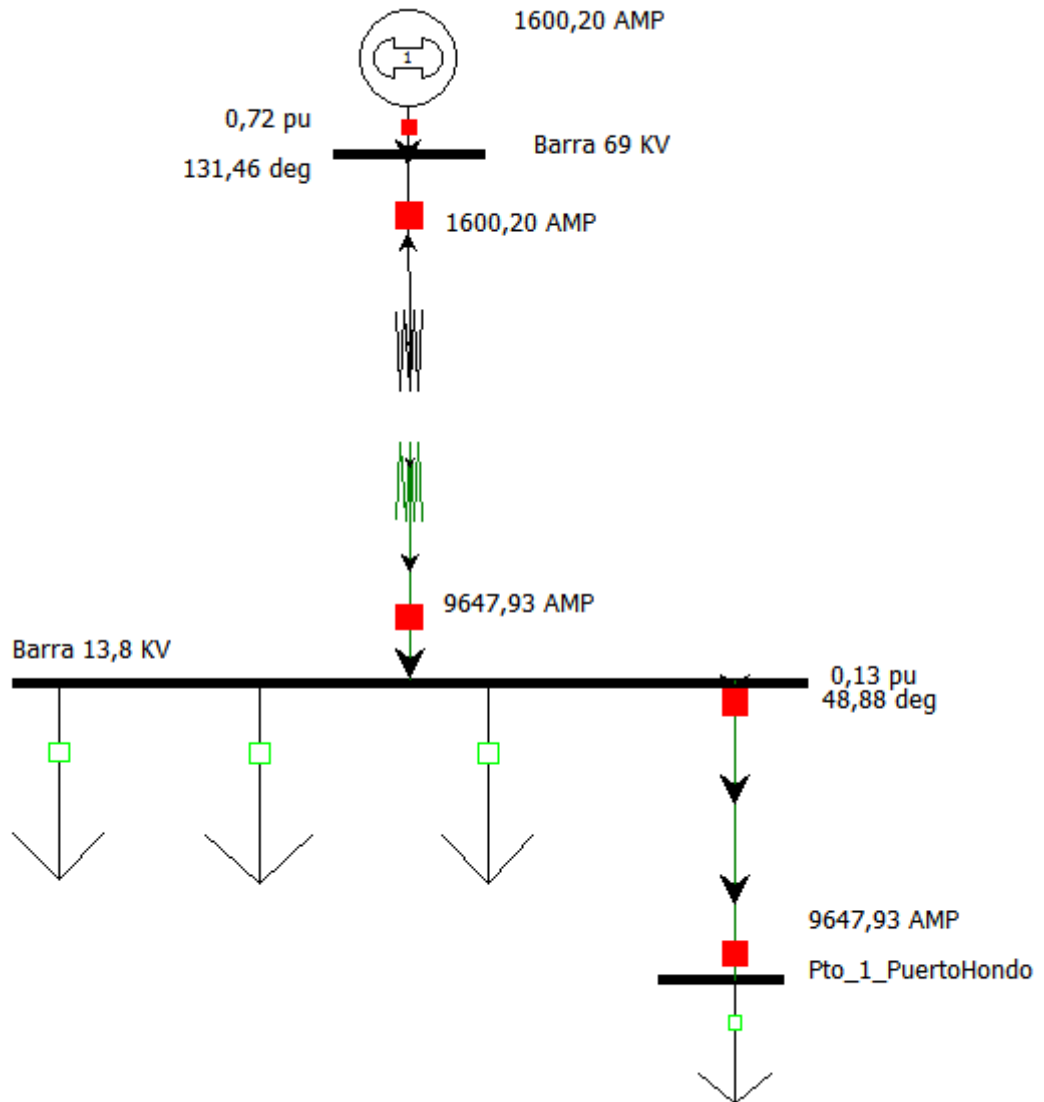 1600,20 AMP
1
0,72 pu
Barra 69 KV
131,46 deg
1600,20 AMP
9647,93 AMP
Barra 13,8 KV
0,13 pu
48,88 deg
9647,93 AMP
Pto_1_PuertoHondo